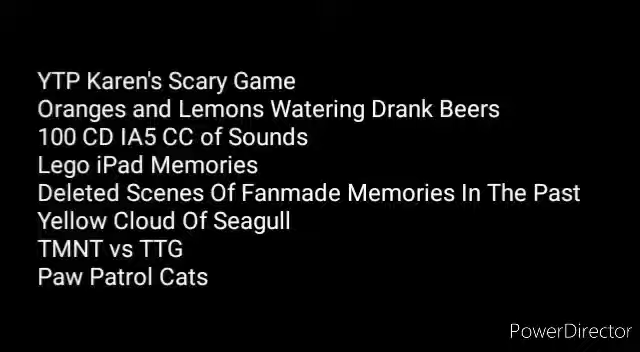 YTP Karen's Scary Game
Oranges and Lemons Watering Drank Beers
100 CD IA5 CC of Sounds
Lego iPad Memories
Deleted Scenes Of Fanmade Memories In The Past
Yellow Cloud Of Seagull
TMNT vs TTG
Paw Patrol Cats
PowerDirector